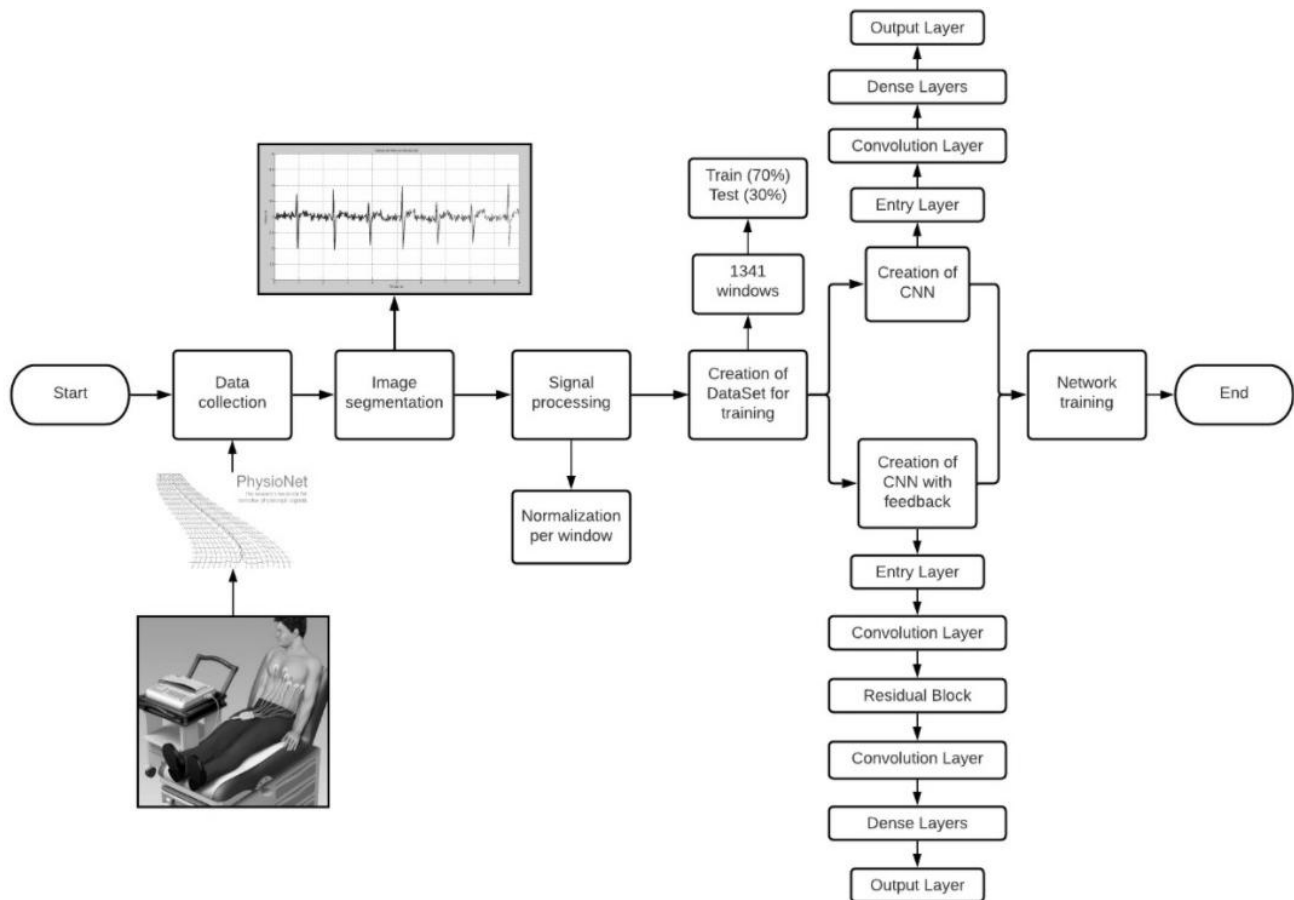 Output Layer
Dense Layers
Convolution Layer
Entry Layer
Train (70%)
Test (30%)
1341
windows
Creation of
CNN
Start
Data
collection
Image
segmentation
Signal
processing
Creation of
DataSet for
training
Network
training
End
PhysioNet
Normalization
per window
Creation of
CNN with
feedback
Entry Layer
Convolution Layer
Residual Block
Convolution Layer
Dense Layers
Output Layer